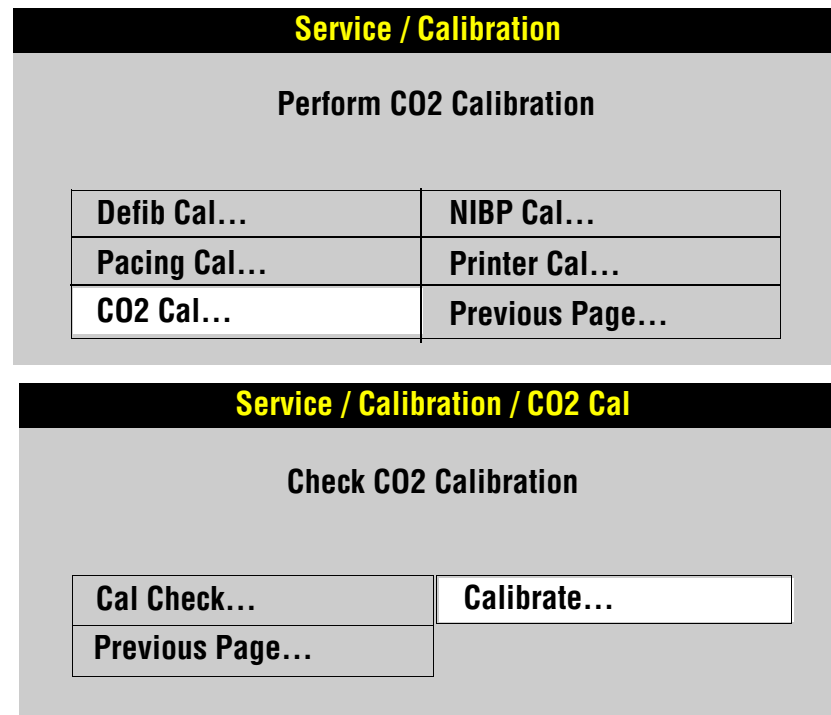 Service / Calibration
Perform CO2 Calibration
Defib Cal...
NIBP Cal...
Pacing Cal...
Printer Cal...
CO2 Cal...
Previous Page...
Service / Calibration / CO2 Cal
Check CO2 Calibration
Cal Check...
Calibrate...
Previous Page...